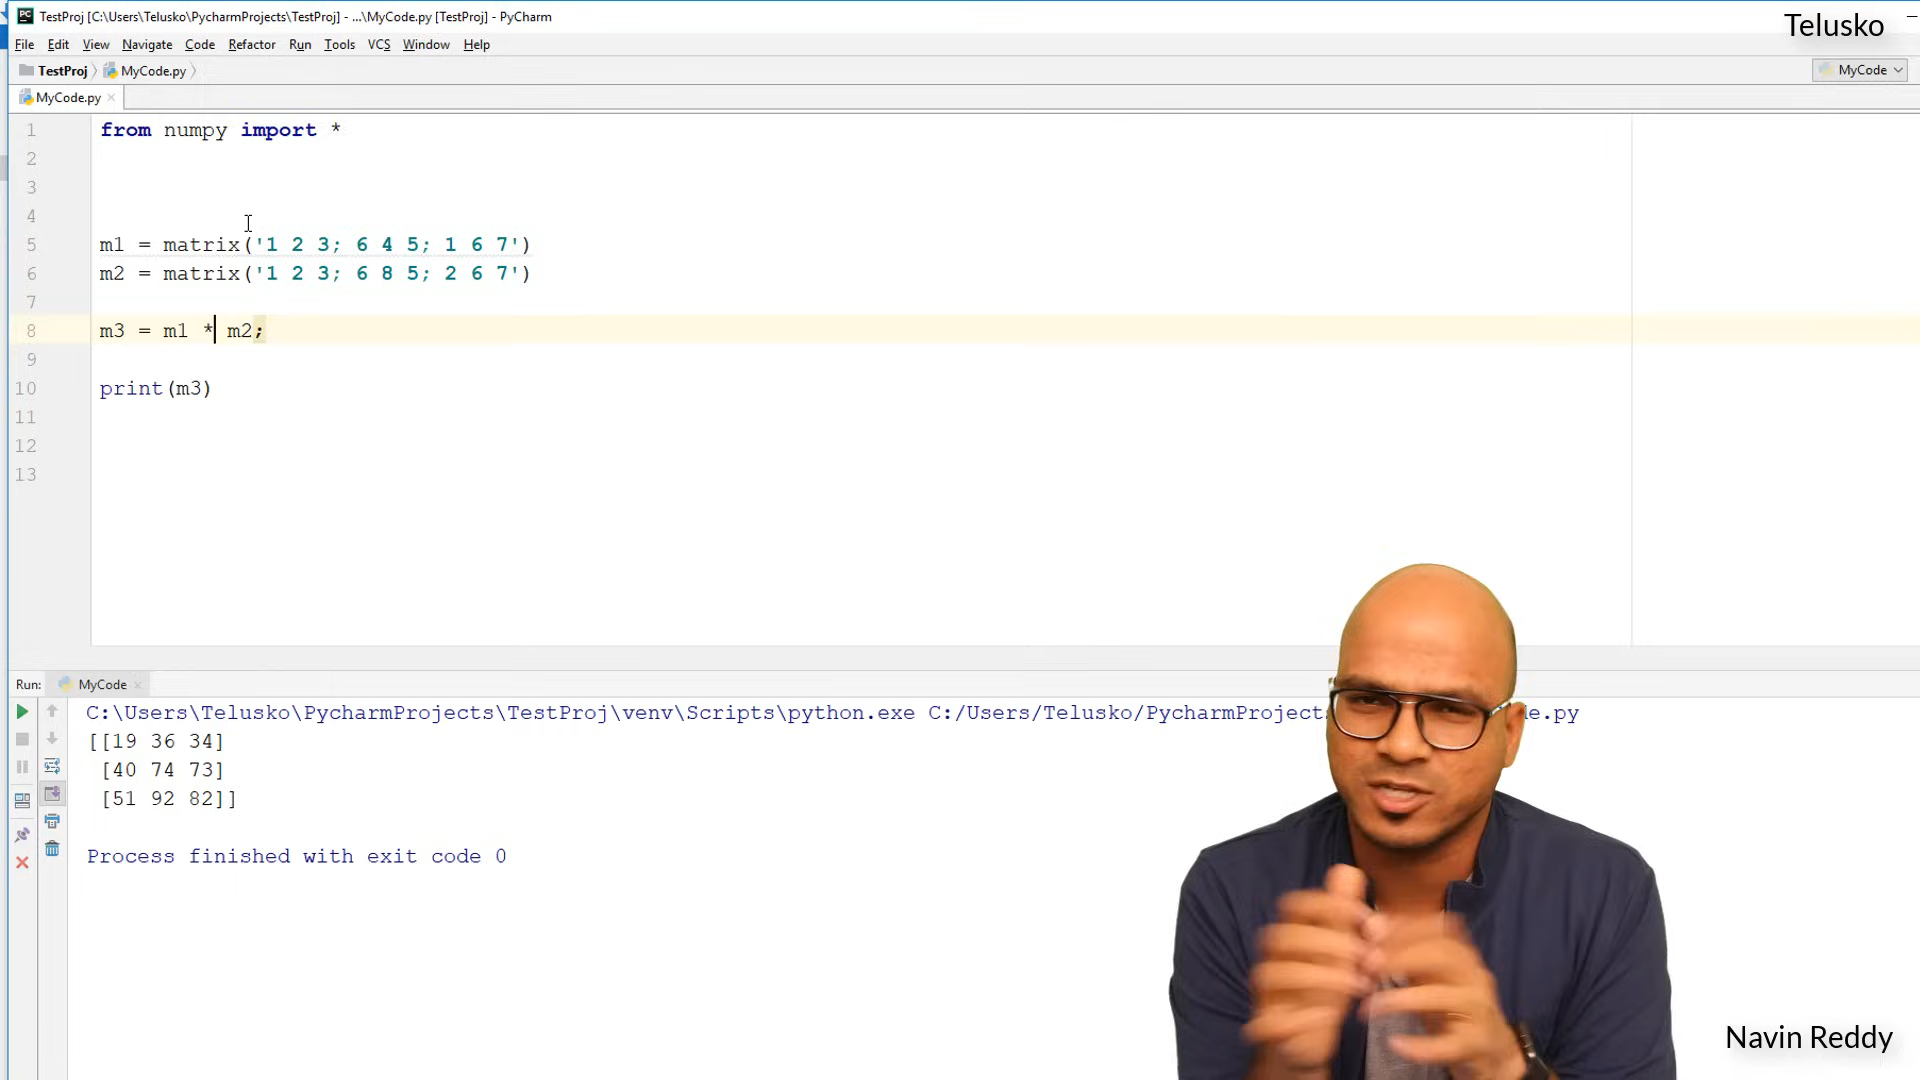 TestProj [C:\Users\Telusko\PycharmProjects\TestProj] - ...\MyCode.py [TestProj] - PyCharm
Telusko
File Edit View Navigate Code Refactor Run Tools VCS Window Help
TestProj MyCode.py
MyCode
MyCode.py
1 from numpy import *
2
3
4
5 m1 = matrix('1 2 3; 6 4 5; 1 6 7')
6 m2 = matrix('1 2 3; 6 8 5; 2 6 7')
7
8 m3 = m1 * m2;
9
10 print(m3)
11
12
13
Run: MyCode
C:\Users\Telusko\PycharmProjects\TestProj\venv\Scripts\python.exe C:/Users/Telusko/PycharmProjects de.py
[[19 36 34]
[40 74 73]
[51 92 82]]
Process finished with exit code 0
Navin Reddy